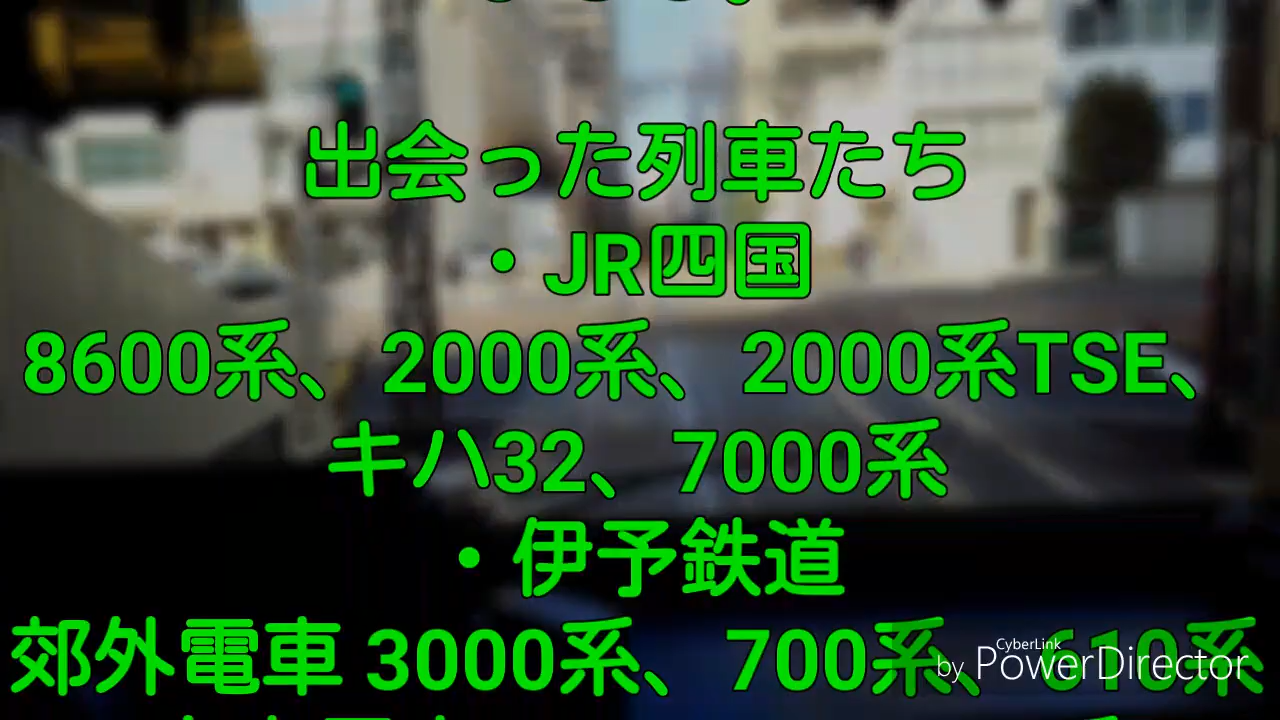 出会った列車たち
・JR四国
8600系、2000系、2000系TSE、
キハ32、7000系
・伊予鉄道
郊外電車 3000系、700系、610系
CyberLink
by PowerDirector